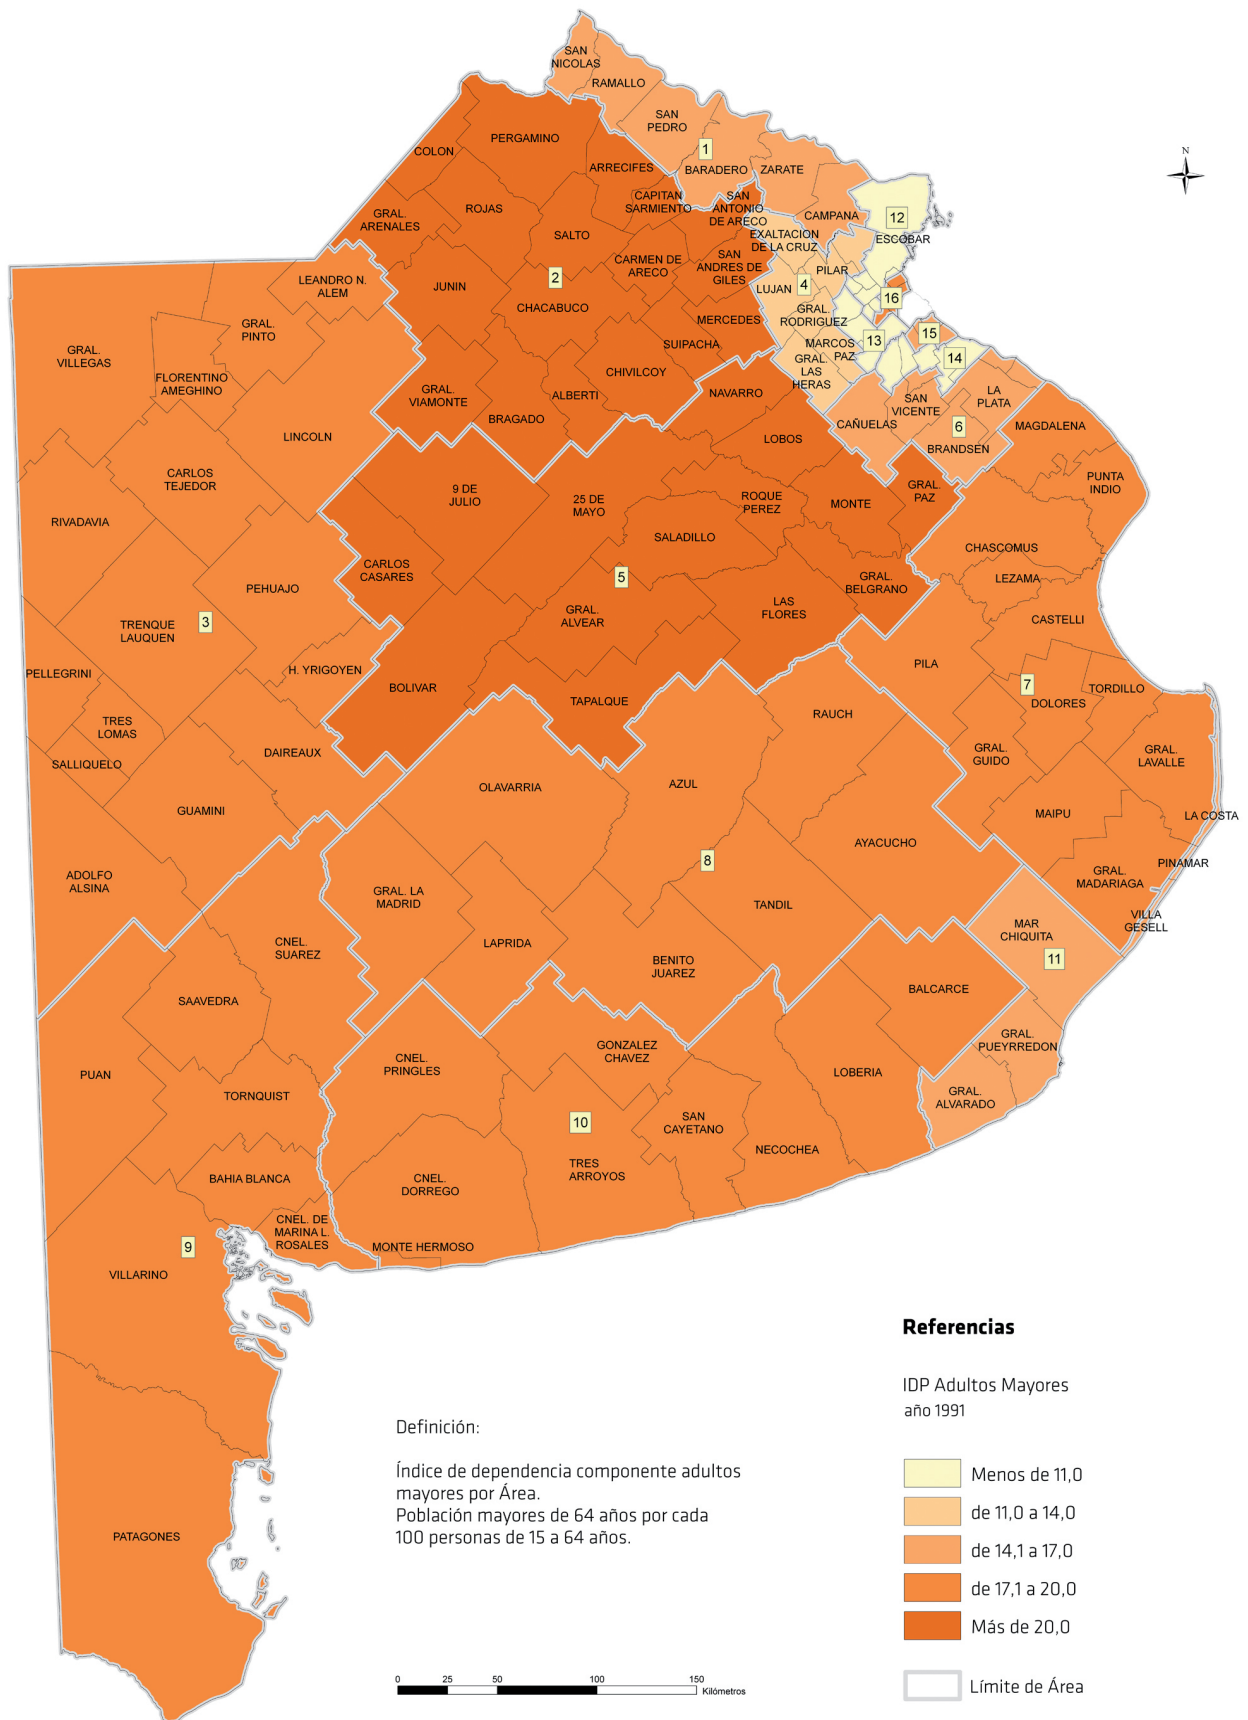 SAN
NICOLAS
RAMALLO
SAN
PEDRO
1
BARADERO
ZARATE
CAMPANA
PERGAMINO
COLON
ARRECIFES
CAPITAN
SARMIENTO
SAN
ANTONIO
DE ARECO
ROJAS
GRAL.
ARENALES
SALTO
CARMEN DE
ARECO
SAN
ANDRES DE
GILES
JUNIN
2
CHACABUCO
MERCEDES
SUIPACHA
CHIVILCOY
ALBERTI
GRAL.
VIAMONTE
BRAGADO
N
12
ESCOBAR
EXALTACION
DE LA CRUZ
PILAR
LUJAN
4
GRAL.
RODRIGUEZ
MARCOS
PAZ
GRAL.
LAS
HERAS
16
15
13
14
LEANDRO N.
ALEM
GRAL.
PINTO
GRAL.
VILLEGAS
FLORENTINO
AMEGHINO
LINCOLN
CARLOS
TEJEDOR
RIVADAVIA
PEHUAJO
TRENQUE
LAUQUEN
3
H. YRIGOYEN
PELLEGRINI
TRES
LOMAS
SALLIQUELO
DAIREAUX
GUAMINI
ADOLFO
ALSINA
NAVARRO
LOBOS
9 DE
JULIO
25 DE
MAYO
ROQUE
PEREZ
MONTE
GRAL.
PAZ
SALADILLO
CARLOS
CASARES
5
GRAL.
ALVEAR
LAS
FLORES
GRAL.
BELGRANO
BOLIVAR
TAPALQUE
CAÑUELAS
SAN
VICENTE
LA
PLATA
6
BRANDSEN
MAGDALENA
PUNTA
INDIO
CHASCOMUS
LEZAMA
CASTELLI
PILA
7
DOLORES
TORDILLO
GRAL.
GUIDO
GRAL.
LAVALLE
MAIPU
LA COSTA
PINAMAR
GRAL.
MADARIAGA
VILLA
GESELL
RAUCH
OLAVARRIA
AZUL
AYACUCHO
8
GRAL. LA
MADRID
TANDIL
LAPRIDA
BENITO
JUAREZ
MAR
CHIQUITA
11
GRAL.
PUEYRREDON
GRAL.
ALVARADO
BALCARCE
CNEL.
SUAREZ
SAAVEDRA
PUAN
TORNQUIST
BAHIA BLANCA
CNEL. DE
MARINA L.
ROSALES
9
VILLARINO
PATAGONES
CNEL.
PRINGLES
GONZALEZ
CHAVEZ
LOBERIA
10
SAN
CAYETANO
NECOCHEA
TRES
ARROYOS
CNEL.
DORREGO
MONTE HERMOSO
Definición:
Índice de dependencia componente adultos
mayores por Área.
Población mayores de 64 años por cada
100 personas de 15 a 64 años.
0 25 50 100 150
Kilómetros
Referencias
IDP Adultos Mayores
año 1991
Menos de 11,0
de 11,0 a 14,0
de 14,1 a 17,0
de 17,1 a 20,0
Más de 20,0
Límite de Área